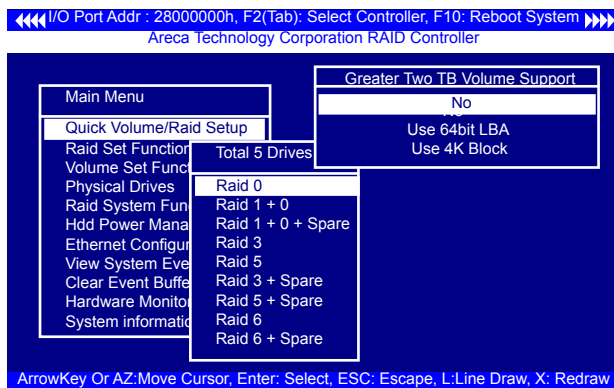 I/O Port Addr : 28000000h, F2(Tab): Select Controller, F10: Reboot System
Areca Technology Corporation RAID Controller
Main Menu
Quick Volume/Raid Setup
Raid Set Function
Volume Set Funct
Physical Drives
Raid System Fun
Hdd Power Mana
Ethernet Configur
View System Eve
Clear Event Buffe
Hardware Monito
System informatio
Total 5 Drives
Raid 0
Raid 1 + 0
Raid 1 + 0 + Spare
Raid 3
Raid 5
Raid 3 + Spare
Raid 5 + Spare
Raid 6
Raid 6 + Spare
Greater Two TB Volume Support
No
Use 64bit LBA
Use 4K Block
ArrowKey Or AZ:Move Cursor, Enter: Select, ESC: Escape, L:Line Draw, X: Redraw